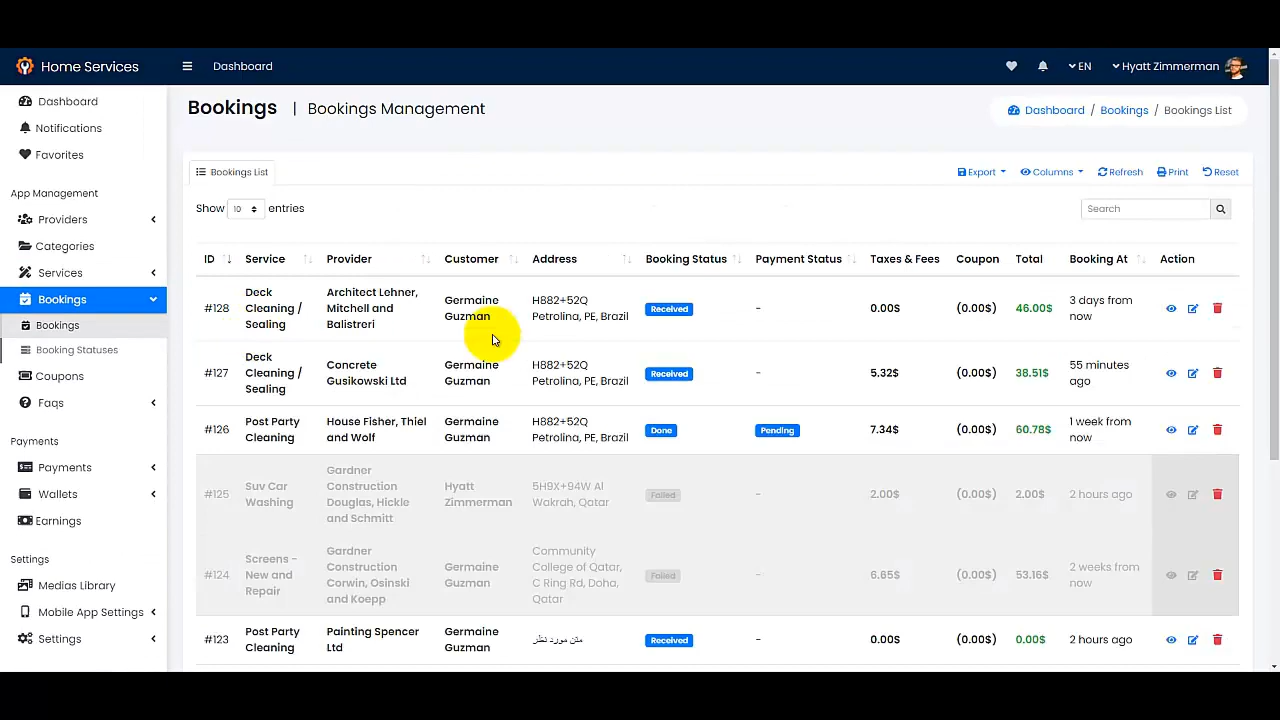 Home Services
Dashboard
EN
Hyatt Zimmerman
Dashboard
Notifications
Favorites
App Management
Providers
Categories
Services
Bookings
Bookings
Booking Statuses
Coupons
Faqs
Payments
Payments
Wallets
Earnings
Settings
Medias Library
Mobile App Settings
Settings
Bookings | Bookings Management
Dashboard / Bookings / Bookings List
Bookings List
Export
Columns
Refresh
Print
Reset
Show 10 entries
Search
ID Service Provider Customer Address Booking Status Payment Status Taxes & Fees Coupon Total Booking At Action
#128
Deck
Cleaning /
Sealing
Architect Lehner,
Mitchell and
Balistreri
Germaine
Guzman
H882+52Q
Petrolina, PE, Brazil
Received
-
0.00$
(0.00$)
46.00$
3 days from
now
#127
Deck
Cleaning /
Sealing
Concrete
Gusikowski Ltd
Germaine
Guzman
H882+52Q
Petrolina, PE, Brazil
Received
-
5.32$
(0.00$)
38.51$
55 minutes
ago
#126
Post Party
Cleaning
House Fisher, Thiel
and Wolf
Germaine
Guzman
H882+52Q
Petrolina, PE, Brazil
Done
Pending
7.34$
(0.00$)
60.78$
1 week from
now
#125
Suv Car
Washing
Gardner
Construction
Douglas, Hickle
and Schmitt
Hyatt
Zimmerman
5H9X+94W Al
Wakrah, Qatar
Failed
-
2.00$
(0.00$)
2.00$
2 hours ago
#124
Screens -
New and
Repair
Gardner
Construction
Corwin, Osinski
and Koepp
Germaine
Guzman
Community
College of Qatar,
C Ring Rd, Doha,
Qatar
Failed
-
6.65$
(0.00$)
53.16$
2 weeks from
now
#123
Post Party
Cleaning
Painting Spencer
Ltd
Germaine
Guzman
متن مورد نظر
Received
-
0.00$
(0.00$)
0.00$
2 hours ago